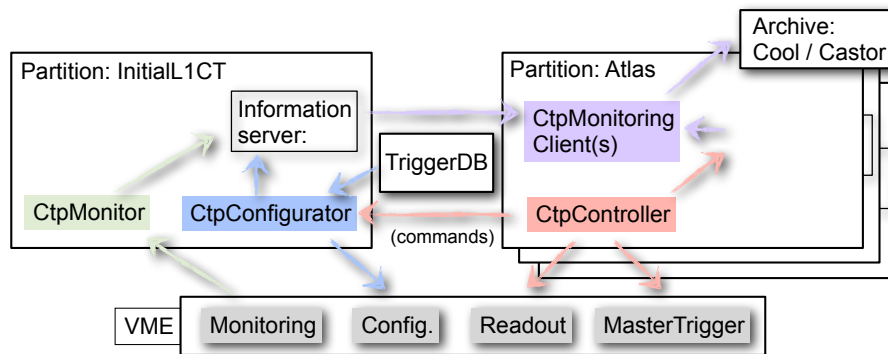 Archive:
Cool / Castor
Partition: InitialL1CT
Partition: Atlas
Information
server:
CtpMonitoring
Client(s)
TriggerDB
CtpMonitor
CtpConfigurator
CtpController
(commands)
VME
Monitoring
Config.
Readout
MasterTrigger